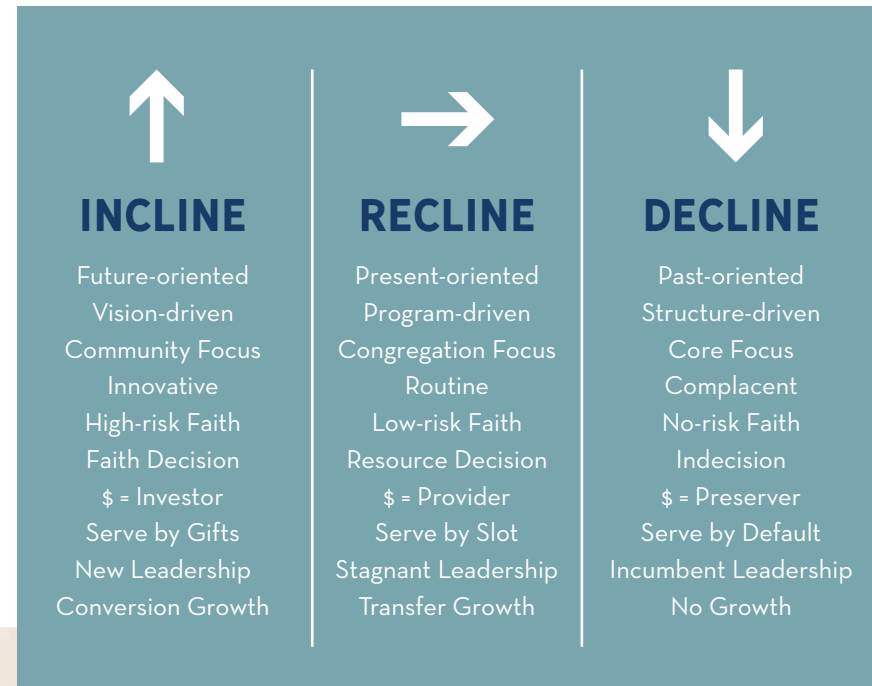 INCLINE
Future-oriented
Vision-driven
Community Focus
Innovative
High-risk Faith
Faith Decision
$ = Investor
Serve by Gifts
New Leadership
Conversion Growth
RECLINE
Present-oriented
Program-driven
Congregation Focus
Routine
Low-risk Faith
Resource Decision
$ = Provider
Serve by Slot
Stagnant Leadership
Transfer Growth
DECLINE
Past-oriented
Structure-driven
Core Focus
Complacent
No-risk Faith
Indecision
$ = Preserver
Serve by Default
Incumbent Leadership
No Growth